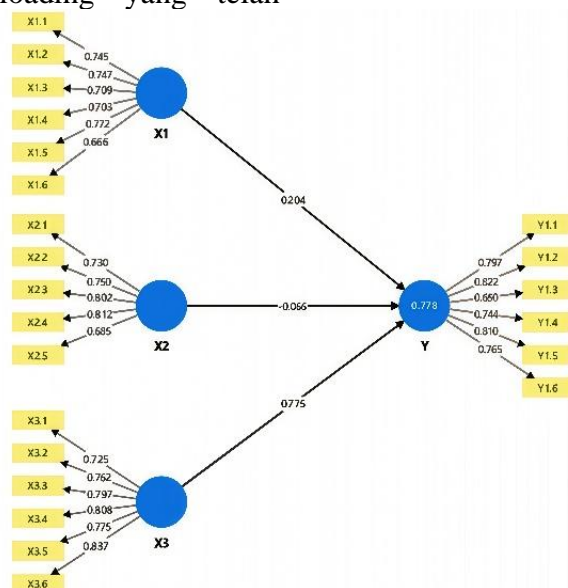 loading yang telah
X1.1
X1.2
X1.3
X1.4
X1.5
X1.6
0.745
0.747
0.709
0.703
0.772
0.666
X1
0.204
X2.1
X2.2
X2.3
X2.4
X2.5
0.730
0.750
0.802
0.812
0.685
X2
-0.066
X3.1
X3.2
X3.3
X3.4
X3.5
X3.6
0.725
0.762
0.797
0.808
0.775
0.837
X3
0.775
0.778
Y
0.797
0.822
0.650
0.744
0.810
0.765
Y1.1
Y1.2
Y1.3
Y1.4
Y1.5
Y1.6